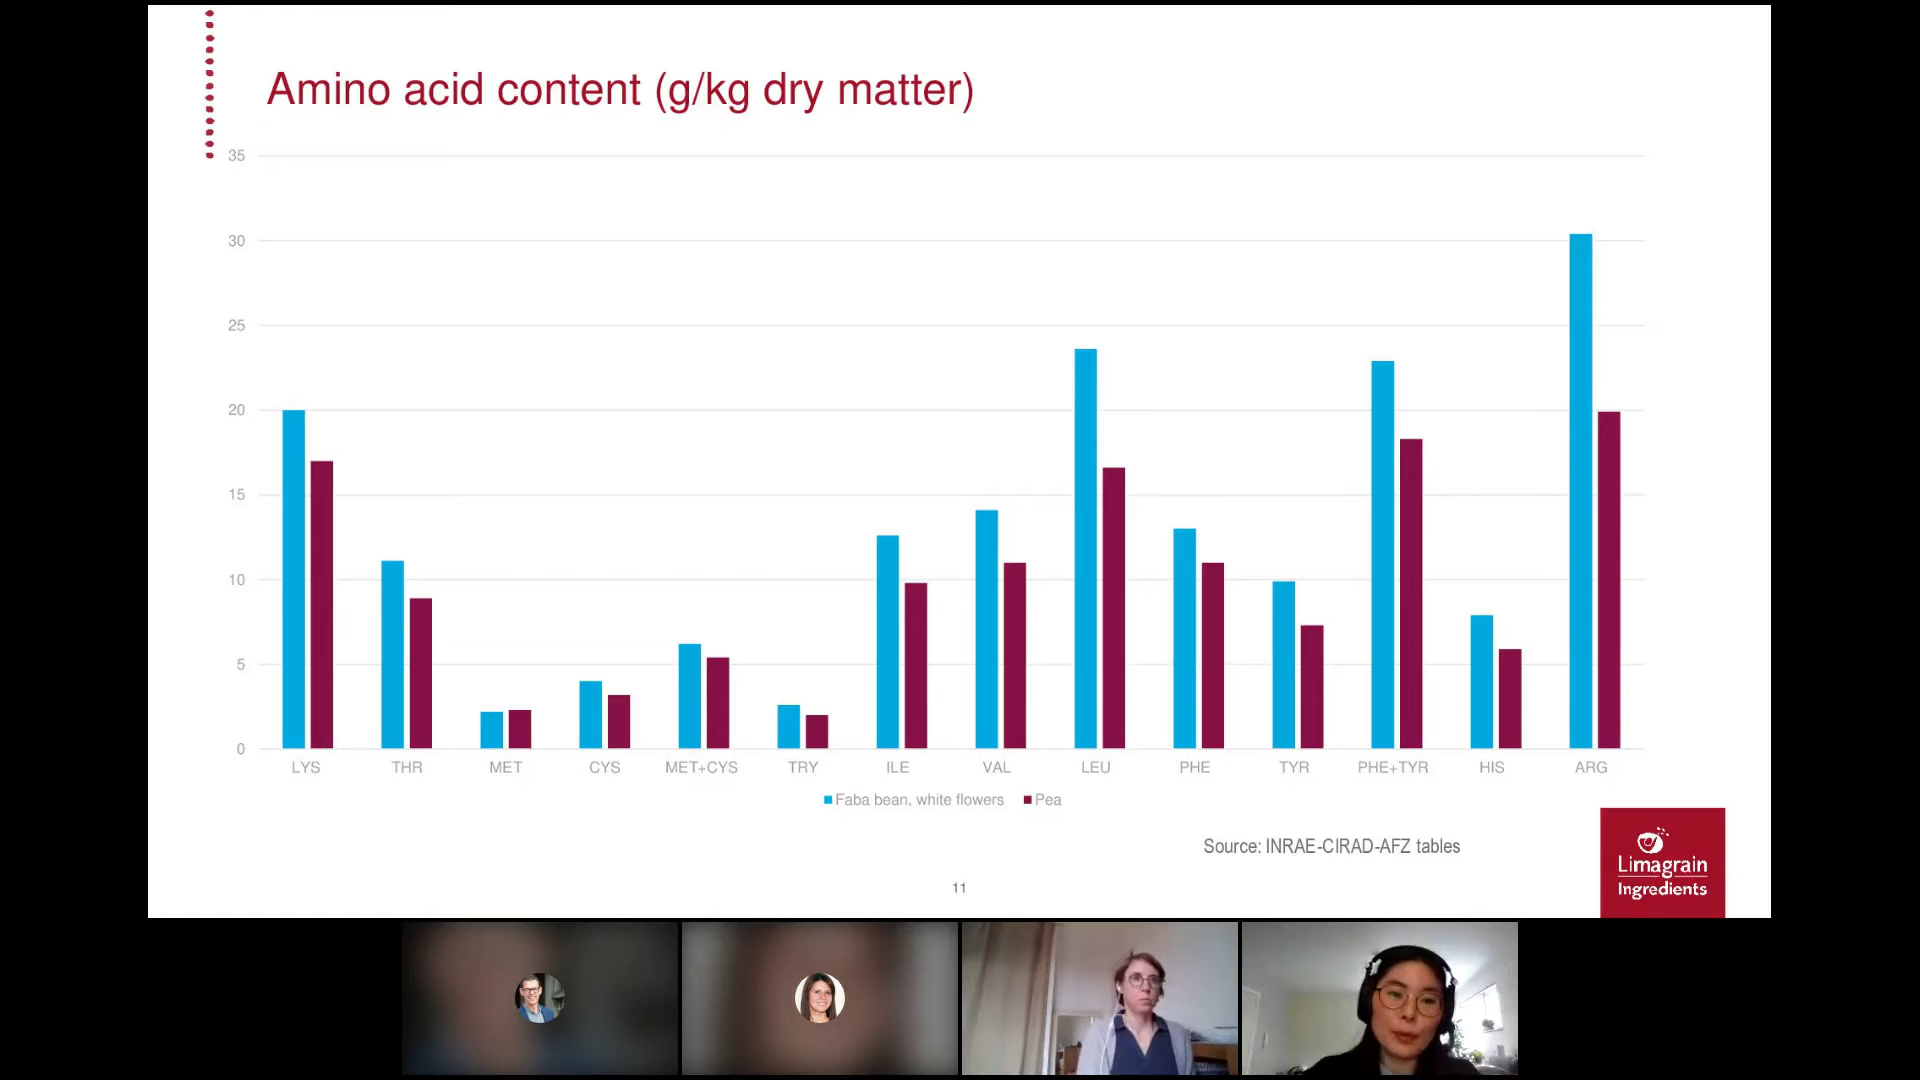 Amino acid content (g/kg dry matter)
35
30
25
20
15
10
5
0
LYS THR MET CYS MET+CYS TRY ILE VAL LEU PHE TYR PHE+TYR HIS ARG
Faba bean, white flowers Pea
Source: INRAE-CIRAD-AFZ tables
11
Limagrain
Ingredients